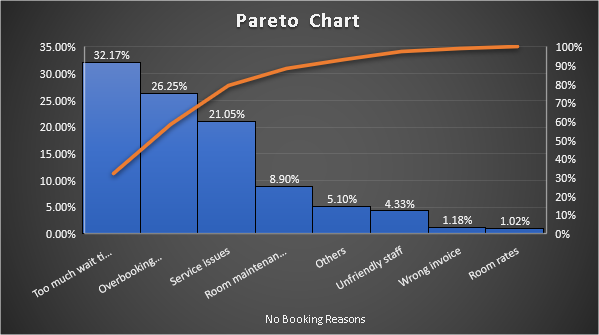 Pareto Chart
35.00%
30.00%
25.00%
20.00%
15.00%
10.00%
5.00%
0.00%
32.17%
26.25%
21.05%
8.90%
5.10%
4.33%
1.18%
1.02%
100%
90%
80%
70%
60%
50%
40%
30%
20%
10%
0%
Too much wait ti...
Overbooking...
Service Issues
Room maintenan...
Others
Unfriendly staff
Wrong invoice
Room rates
No Booking Reasons